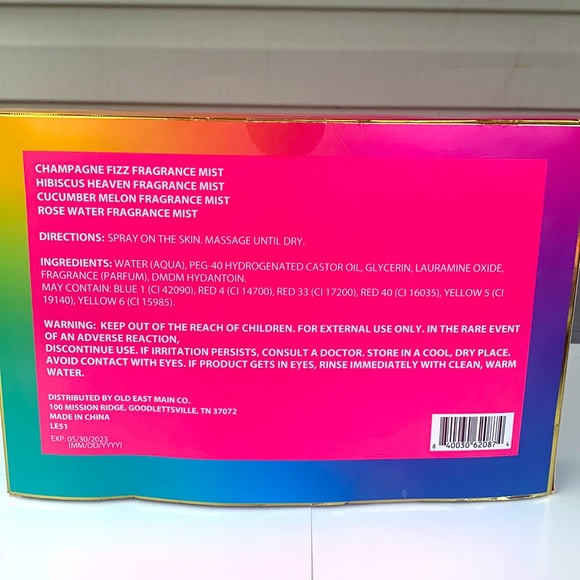 CHAMPAGNE FIZZ FRAGRANCE MIST
HIBISCUS HEAVEN FRAGRANCE MIST
CUCUMBER MELON FRAGRANCE MIST
ROSE WATER FRAGRANCE MIST
DIRECTIONS: SPRAY ON THE SKIN. MASSAGE UNTIL DRY.
INGREDIENTS: WATER (AQUA), PEG-40 HYDROGENATED CASTOR OIL, GLYCERIN, LAURAMINE OXIDE,
FRAGRANCE (PARFUM), DMDM HYDANTOIN.
MAY CONTAIN: BLUE 1 (CI 42090), RED 4 (CI 14700), RED 33 (CI 17200), RED 40 (CI 16035), YELLOW 5 (CI
19140), YELLOW 6 (CI 15985).
WARNING: KEEP OUT OF THE REACH OF CHILDREN. FOR EXTERNAL USE ONLY. IN THE RARE EVENT
OF AN ADVERSE REACTION,
DISCONTINUE USE. IF IRRITATION PERSISTS, CONSULT A DOCTOR. STORE IN A COOL, DRY PLACE.
AVOID CONTACT WITH EYES. IF PRODUCT GETS IN EYES, RINSE IMMEDIATELY WITH CLEAN, WARM
WATER.
DISTRIBUTED BY OLD EAST MAIN CO.
100 MISSION RIDGE, GOODLETTSVILLE, TN 37072
MADE IN CHINA
LE51
EXP: 05/30/2023
(MM/DD/YYYY)
8 40030 62087 4